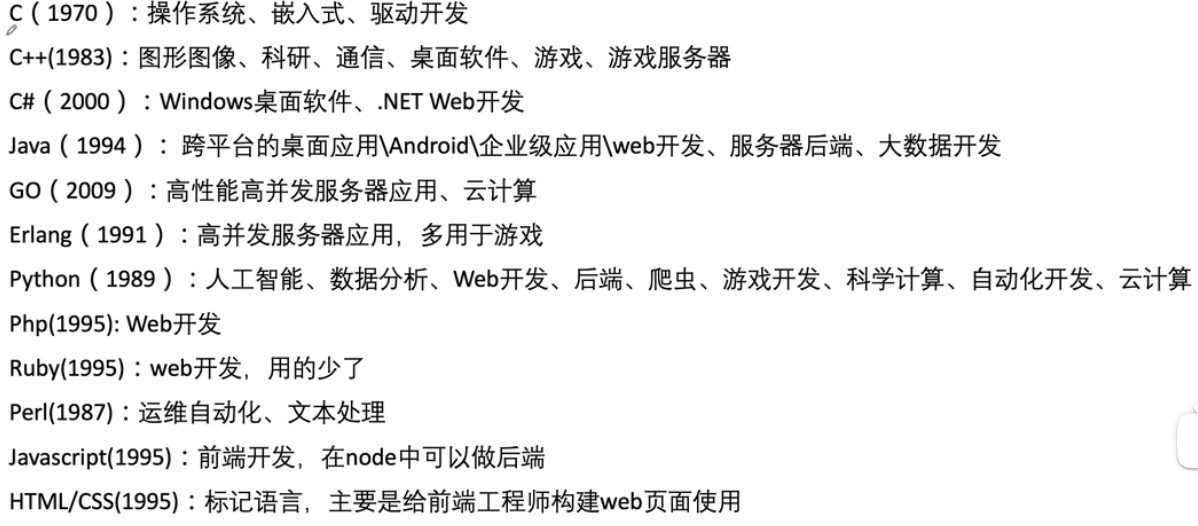 C（1970）：操作系统、嵌入式、驱动开发
C++(1983)：图形图像、科研、通信、桌面软件、游戏、游戏服务器
C#（2000）：Windows桌面软件、.NET Web开发
Java（1994）： 跨平台的桌面应用\Android\企业级应用\web开发、服务器后端、大数据开发
GO（2009）：高性能高并发服务器应用、云计算
Erlang（1991）：高并发服务器应用，多用于游戏
Python（1989）：人工智能、数据分析、Web开发、后端、爬虫、游戏开发、科学计算、自动化开发、云计算
Php(1995): Web开发
Ruby(1995)：web开发，用的少了
Perl(1987)：运维自动化、文本处理
Javascript(1995)：前端开发，在node中可以做后端
HTML/CSS(1995)：标记语言，主要是给前端工程师构建web页面使用